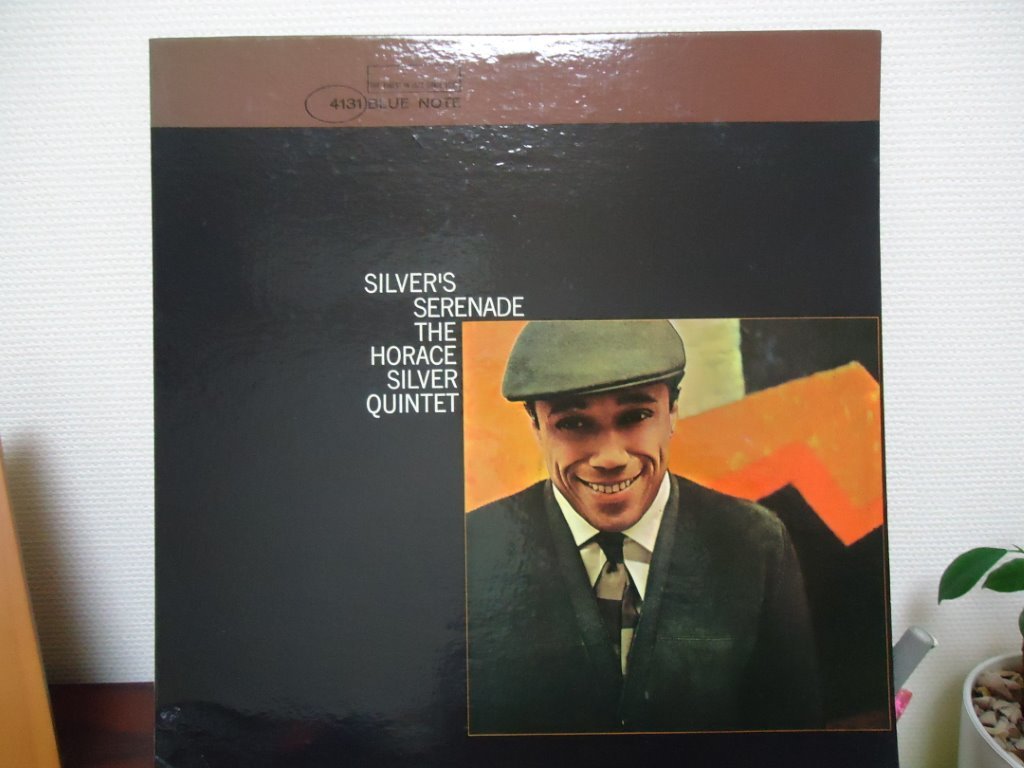 4131 BLUE NOTE
SILVER'S
SERENADE
THE
HORACE
SILVER
QUINTET